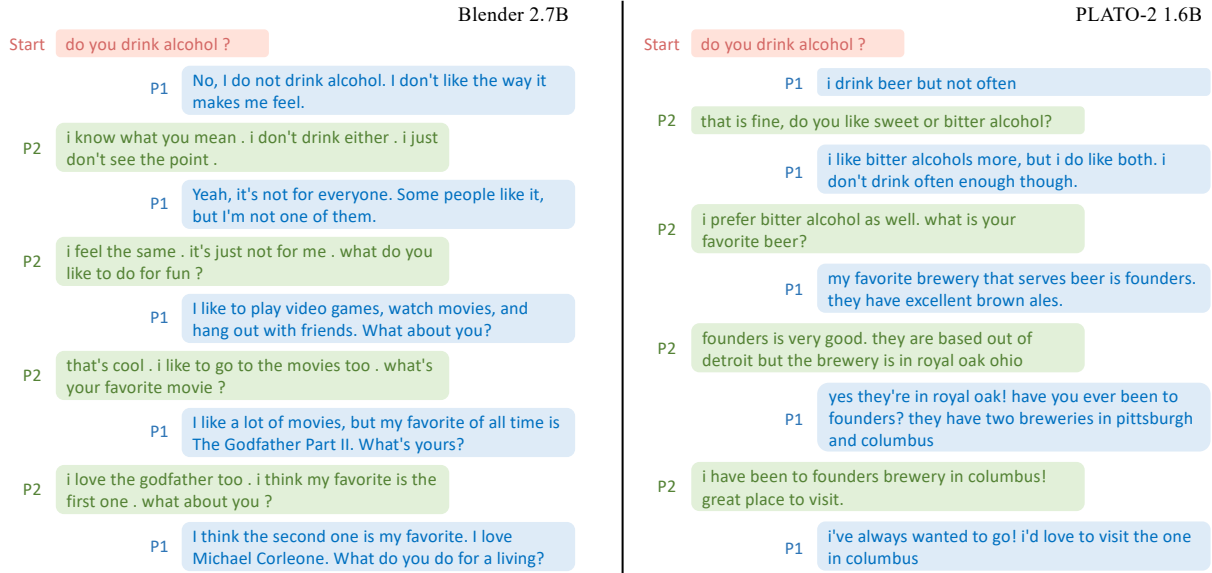 Blender 2.7B
Start do you drink alcohol ?
P1 No, I do not drink alcohol. I don't like the way it
makes me feel.
P2 i know what you mean . i don't drink either . i just
don't see the point .
P1 Yeah, it's not for everyone. Some people like it,
but I'm not one of them.
P2 i feel the same . it's just not for me . what do you
like to do for fun ?
P1 I like to play video games, watch movies, and
hang out with friends. What about you?
P2 that's cool . i like to go to the movies too . what's
your favorite movie ?
P1 I like a lot of movies, but my favorite of all time is
The Godfather Part II. What's yours?
P2 i love the godfather too . i think my favorite is the
first one . what about you ?
P1 I think the second one is my favorite. I love
Michael Corleone. What do you do for a living?
PLATO-2 1.6B
Start do you drink alcohol ?
P1 i drink beer but not often
P2 that is fine, do you like sweet or bitter alcohol?
P1 i like bitter alcohols more, but i do like both. i
don't drink often enough though.
P2 i prefer bitter alcohol as well. what is your
favorite beer?
P1 my favorite brewery that serves beer is founders.
they have excellent brown ales.
P2 founders is very good. they are based out of
detroit but the brewery is in royal oak ohio
P1 yes they're in royal oak! have you ever been to
founders? they have two breweries in pittsburgh
and columbus
P2 i have been to founders brewery in columbus!
great place to visit.
P1 i've always wanted to go! i'd love to visit the one
in columbus